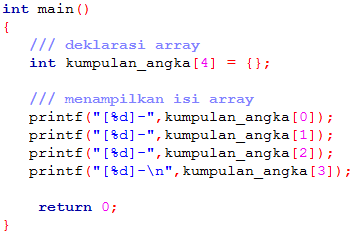 int main()
{
/// deklarasi array
int kumpulan_angka[4] = {};
/// menampilkan isi array
printf("[%d]-",kumpulan_angka[0]);
printf("[%d]-",kumpulan_angka[1]);
printf("[%d]-",kumpulan_angka[2]);
printf("[%d]-\n",kumpulan_angka[3]);
return 0;
}